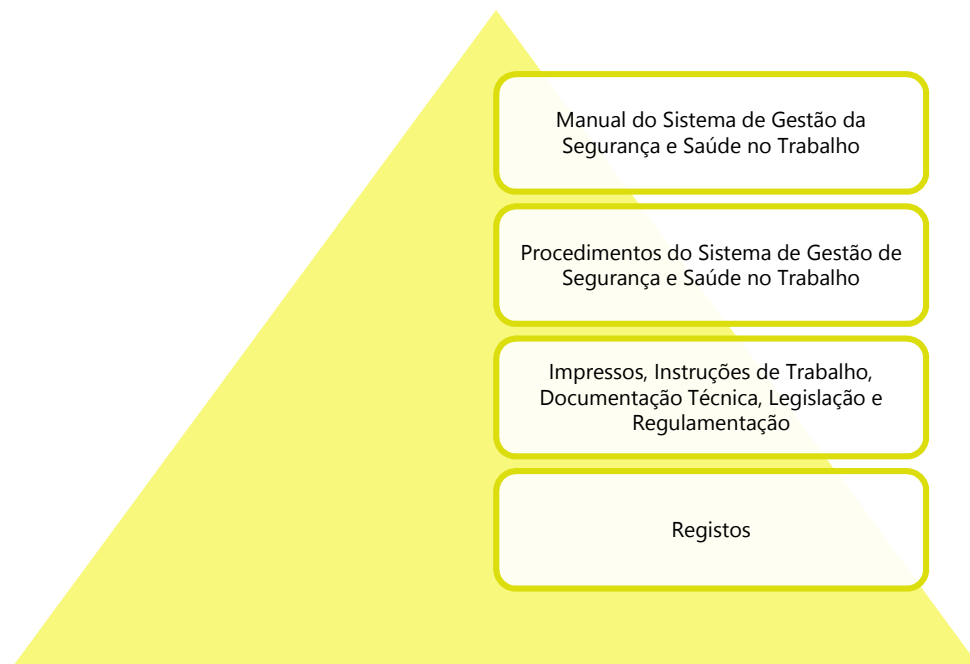 Manual do Sistema de Gestão da
Segurança e Saúde no Trabalho
Procedimentos do Sistema de Gestão de
Segurança e Saúde no Trabalho
Impressos, Instruções de Trabalho,
Documentação Técnica, Legislação e
Regulamentação
Registos